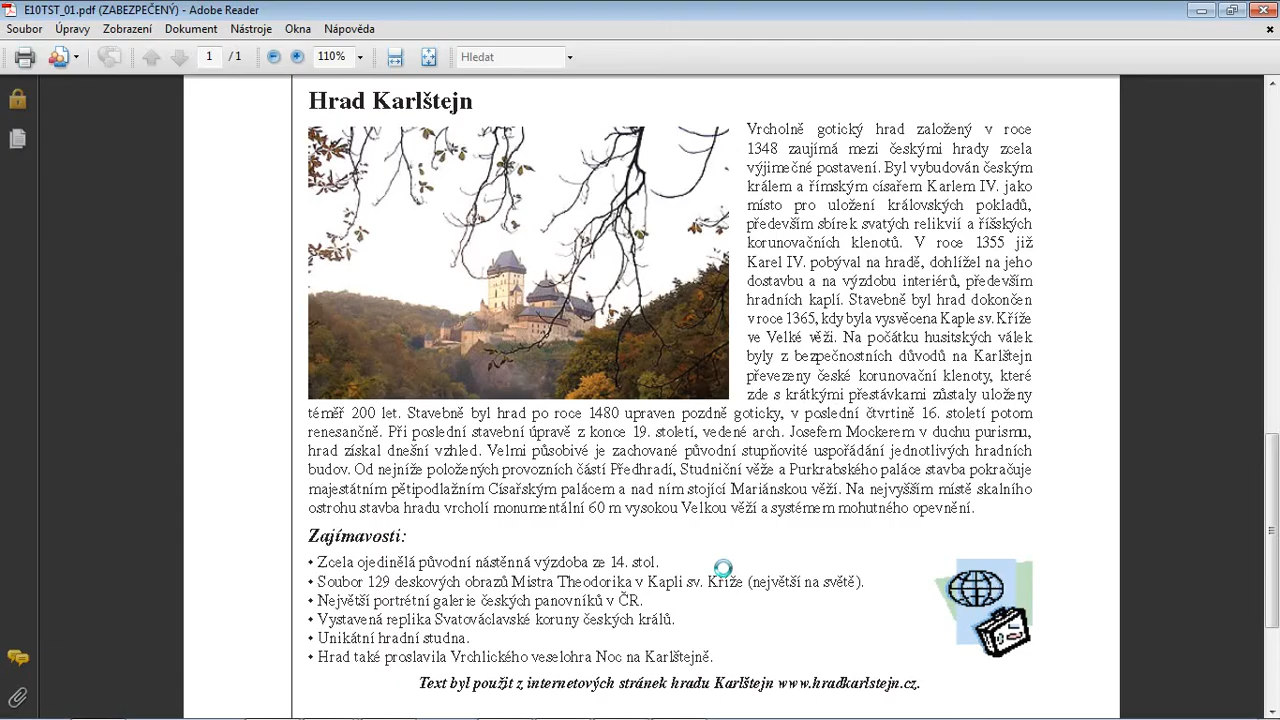 E10TST_01.pdf (ZABEZPEČENÝ) - Adobe Reader
Soubor Úpravy Zobrazení Dokument Nástroje Okna Nápověda
1 / 1 110% Hledat
Hrad Karlštejn
Vrcholně gotický hrad založený v roce
1348 zaujímá mezi českými hrady zcela
výjimečné postavení. Byl vybudován českým
králem a římským císařem Karlem IV. jako
místo pro uložení královských pokladů,
především sbírek svatých relikvií a říšských
korunovačních klenotů. V roce 1355 již
Karel IV. pobýval na hradě, dohlížel na jeho
dostavbu a na výzdobu interiérů, především
hradních kaplí. Stavebně byl hrad dokončen
v roce 1365, kdy byla vysvěcena Kaple sv. Kříže
ve Velké věži. Na počátku husitských válek
byly z bezpečnostních důvodů na Karlštejn
převezeny české korunovační klenoty, které
zde s krátkými přestávkami zůstaly uloženy
téměř 200 let. Stavebně byl hrad po roce 1480 upraven pozdně goticky, v poslední čtvrtině 16. století potom
renesančně. Při poslední stavební úpravě z konce 19. století, vedené arch. Josefem Mockerem v duchu purismu,
hrad získal dnešní vzhled. Velmi působivé je zachované původní stupňovité uspořádání jednotlivých hradních
budov. Od nejníže položených provozních částí Předhradí, Studniční věže a Purkrabského paláce stavba pokračuje
majestátním pětipodlažním Císařským palácem a nad ním stojící Mariánskou věží. Na nejvyšším místě skalního
ostrohu stavba hradu vrcholí monumentální 60 m vysokou Velkou věží a systémem mohutného opevnění.
Zajímavosti:
• Zcela ojedinělá původní nástěnná výzdoba ze 14. stol.
• Soubor 129 deskových obrazů Mistra Theodorika v Kapli sv. Kříže (největší na světě).
• Největší portrétní galerie českých panovníků v ČR.
• Vystavená replika Svatováclavské koruny českých králů.
• Unikátní hradní studna.
• Hrad také proslavila Vrchlického veselohra Noc na Karlštejně.
Text byl použit z internetových stránek hradu Karlštejn www.hradkarlstejn.cz.